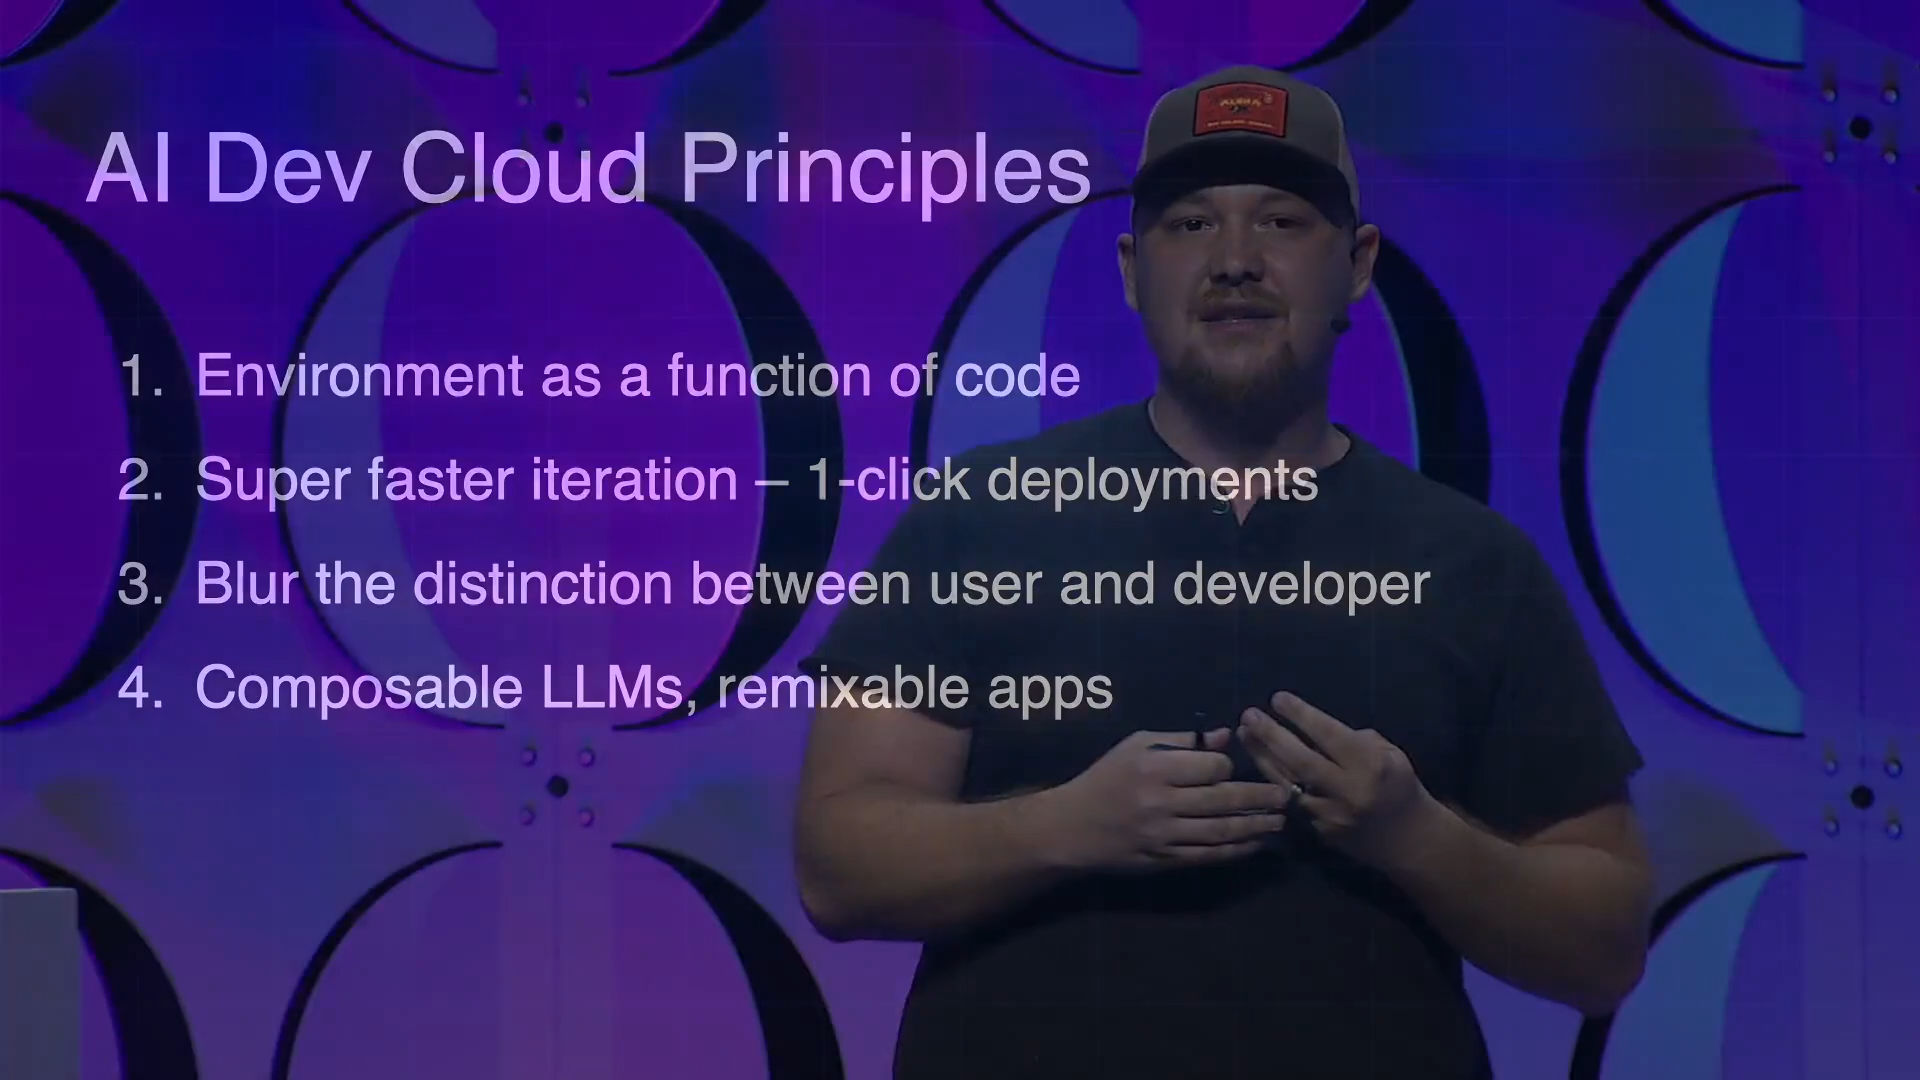 AI Dev Cloud Principles
1. Environment as a function of code
2. Super faster iteration – 1-click deployments
3. Blur the distinction between user and developer
4. Composable LLMs, remixable apps